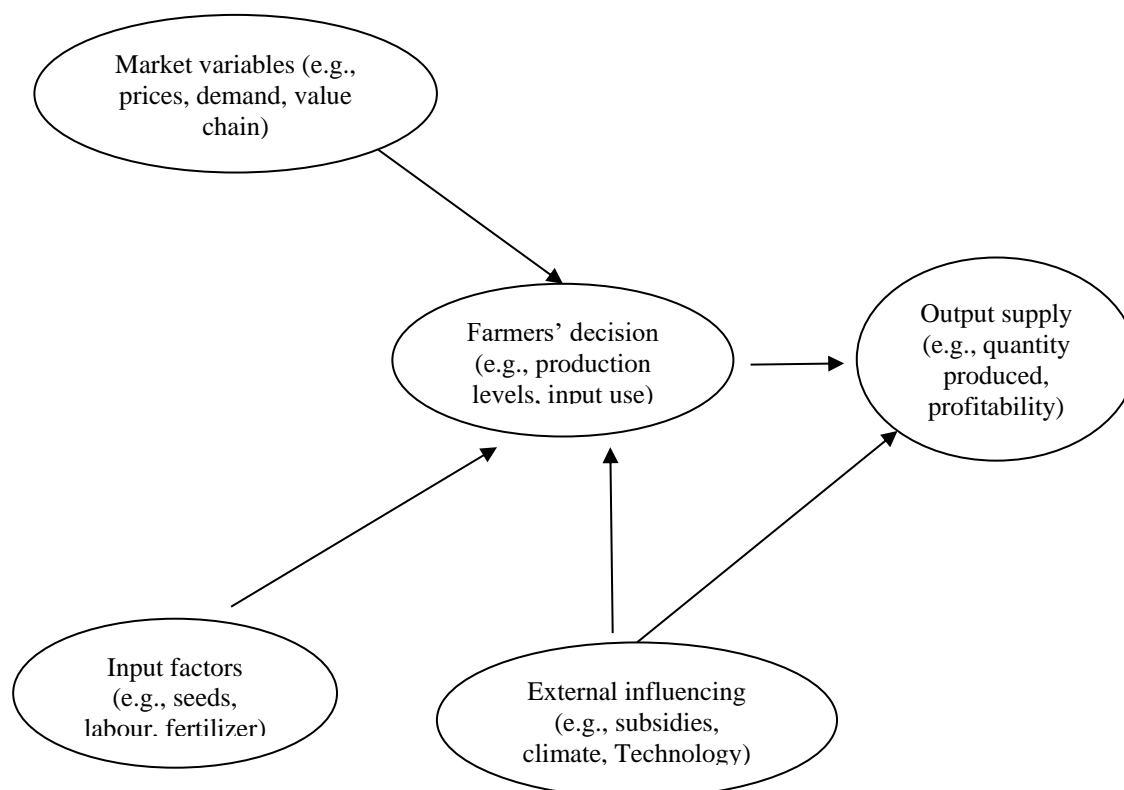 Market variables (e.g.,
prices, demand, value
chain)
Farmers’ decision
(e.g., production
levels, input use)
Output supply
(e.g., quantity
produced,
profitability)
Input factors
(e.g., seeds,
labour, fertilizer)
External influencing
(e.g., subsidies,
climate, Technology)